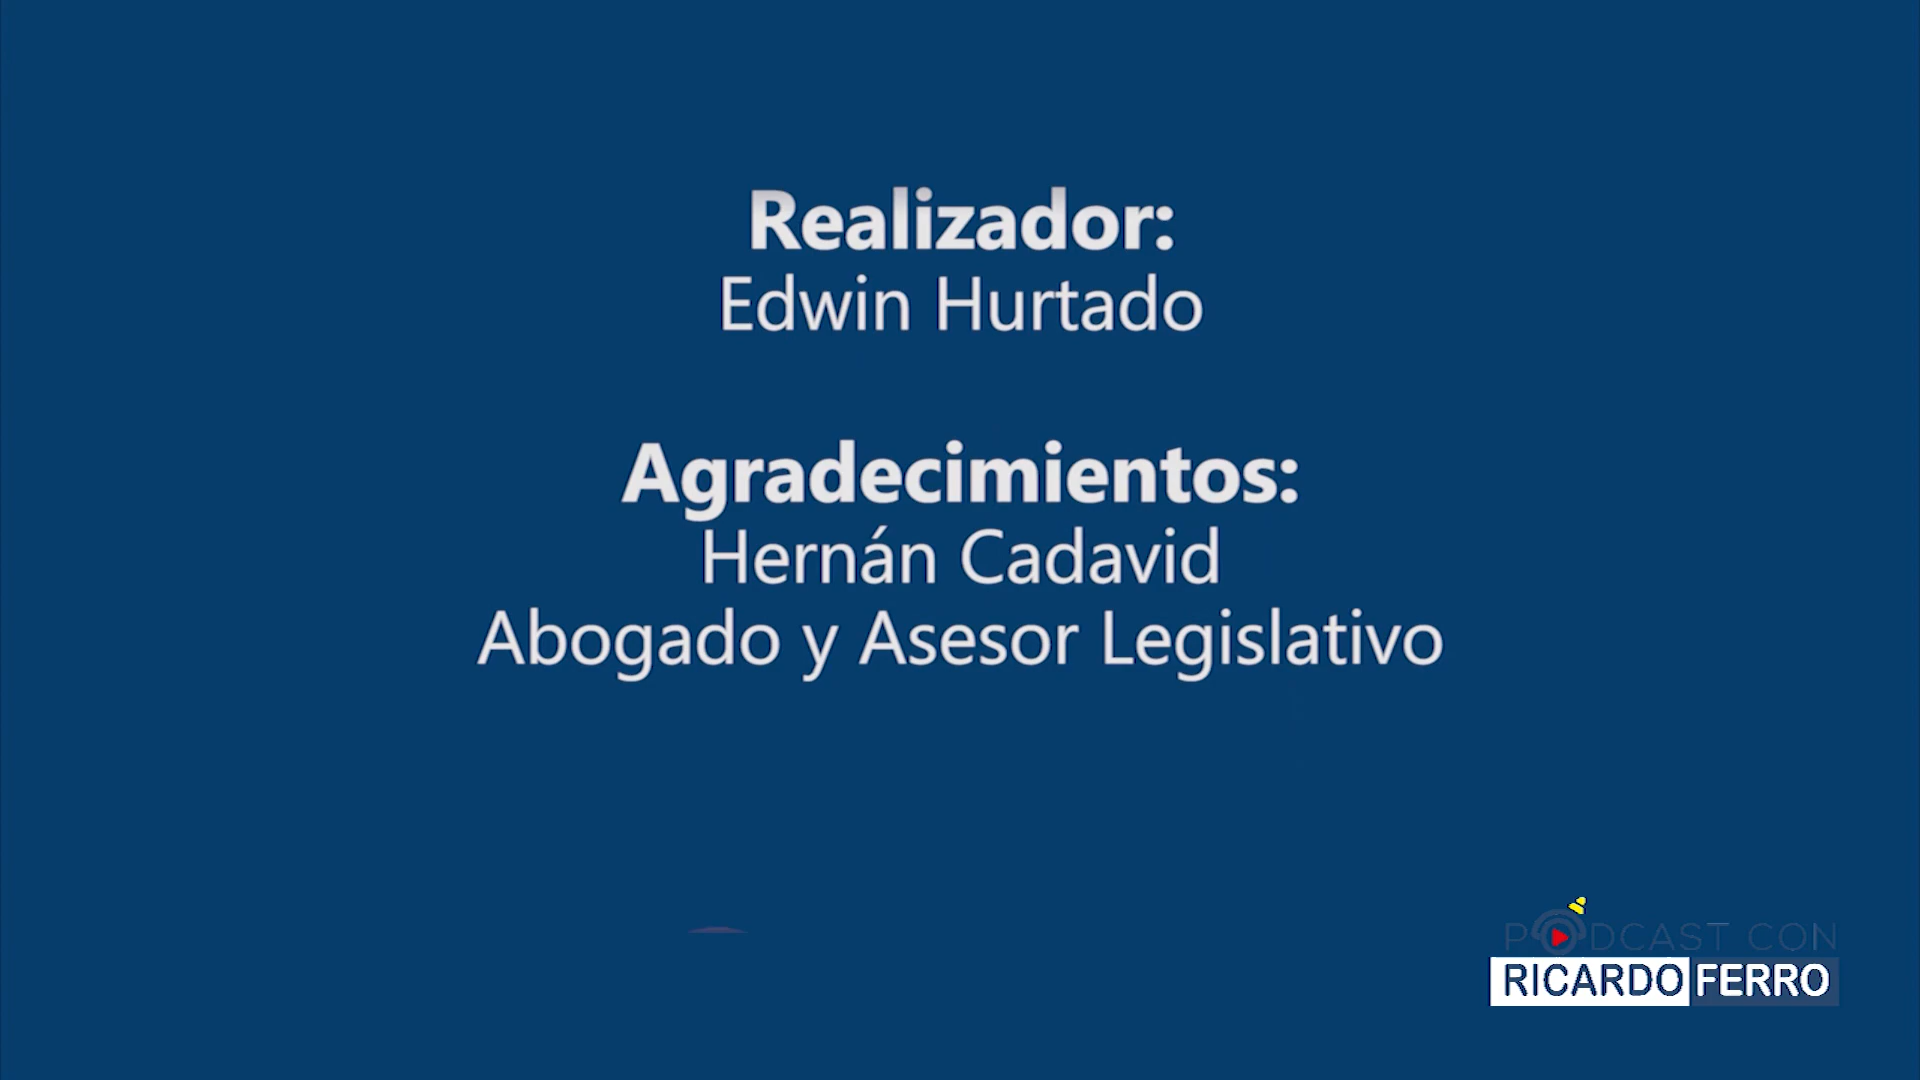 Realizador:
Edwin Hurtado
Agradecimientos:
Hernán Cadavid
Abogado y Asesor Legislativo
PODCAST CON
RICARDO FERRO